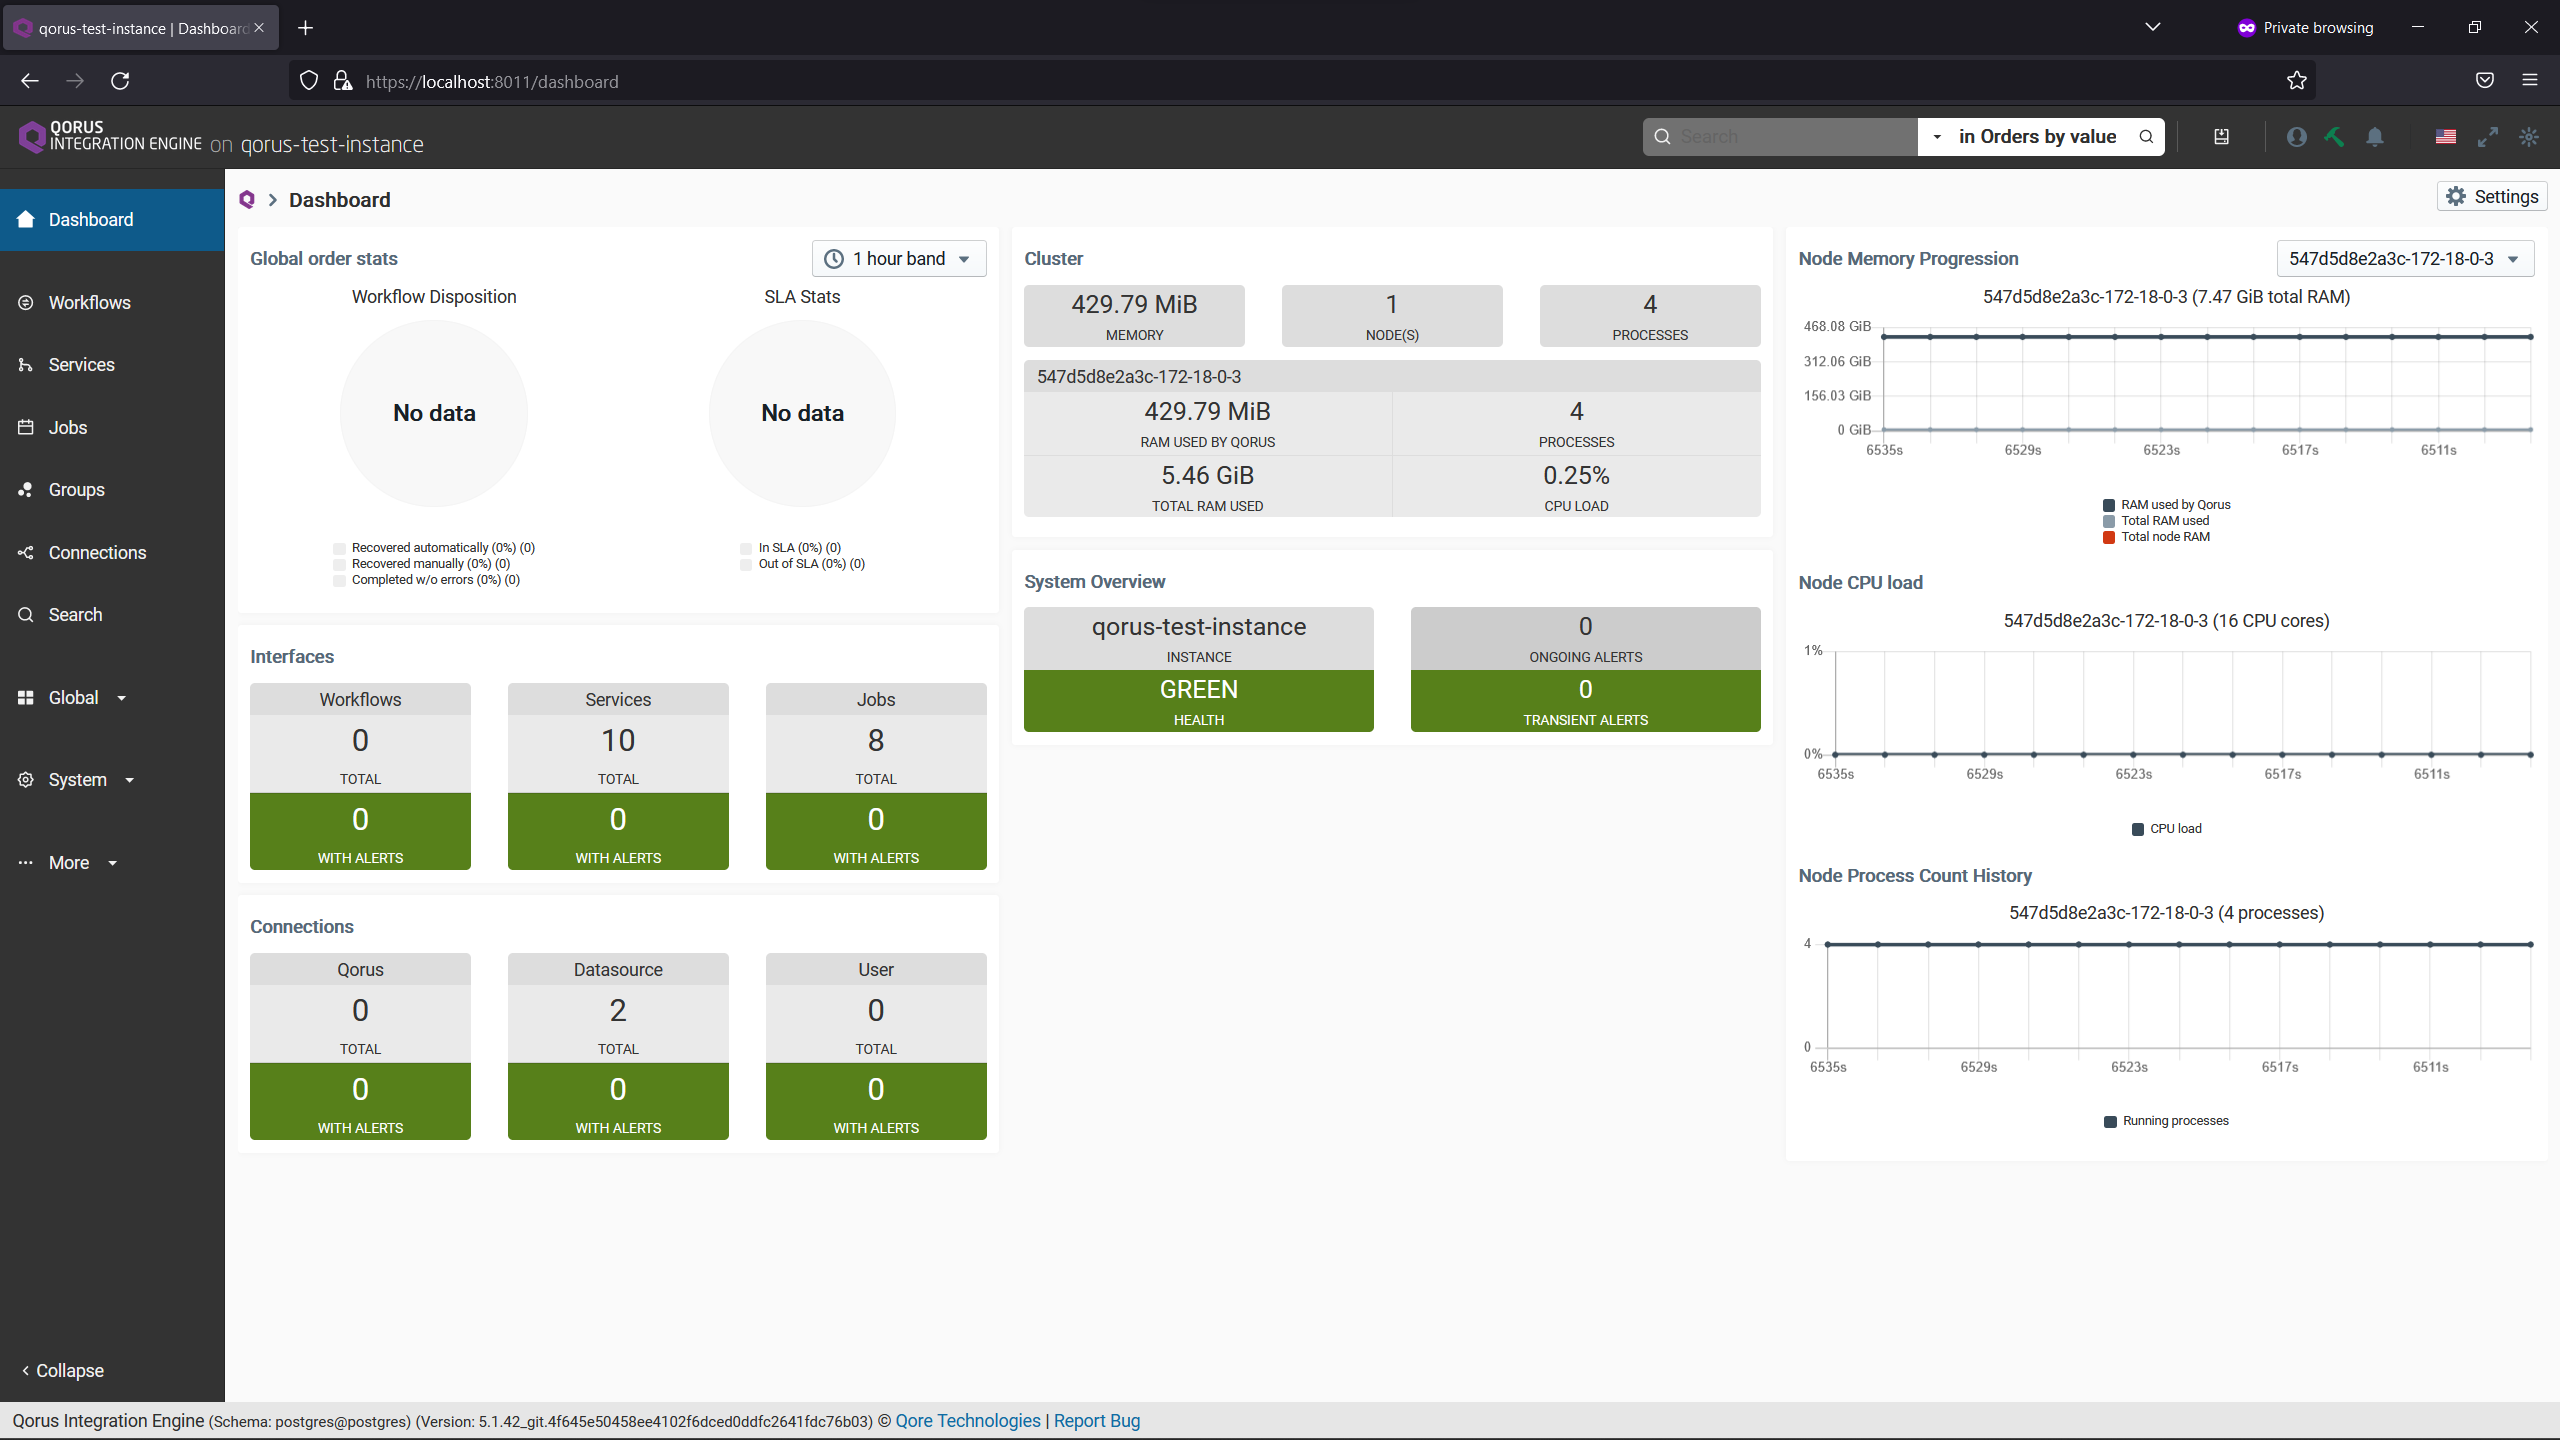 qorus-test-instance | Dashboard
Private browsing
https://localhost:8011/dashboard
QORUS
INTEGRATION ENGINE on qorus-test-instance
Search
in Orders by value
Dashboard
Workflows
Services
Jobs
Groups
Connections
Search
Global
System
More
Collapse
Dashboard
Settings
Global order stats
1 hour band
Workflow Disposition
No data
Recovered automatically (0%) (0)
Recovered manually (0%) (0)
Completed w/o errors (0%) (0)
SLA Stats
No data
In SLA (0%) (0)
Out of SLA (0%) (0)
Interfaces
Workflows
0
TOTAL
0
WITH ALERTS
Services
10
TOTAL
0
WITH ALERTS
Jobs
8
TOTAL
0
WITH ALERTS
Connections
Qorus
0
TOTAL
0
WITH ALERTS
Datasource
2
TOTAL
0
WITH ALERTS
User
0
TOTAL
0
WITH ALERTS
Cluster
429.79 MiB
MEMORY
1
NODE(S)
4
PROCESSES
547d5d8e2a3c-172-18-0-3
429.79 MiB
RAM USED BY QORUS
4
PROCESSES
5.46 GiB
TOTAL RAM USED
0.25%
CPU LOAD
System Overview
qorus-test-instance
INSTANCE
GREEN
HEALTH
0
ONGOING ALERTS
0
TRANSIENT ALERTS
Node Memory Progression
547d5d8e2a3c-172-18-0-3
547d5d8e2a3c-172-18-0-3 (7.47 GiB total RAM)
468.08 GiB
312.06 GiB
156.03 GiB
0 GiB
6535s 6529s 6523s 6517s 6511s
RAM used by Qorus
Total RAM used
Total node RAM
Node CPU load
547d5d8e2a3c-172-18-0-3 (16 CPU cores)
1%
0%
6535s 6529s 6523s 6517s 6511s
CPU load
Node Process Count History
547d5d8e2a3c-172-18-0-3 (4 processes)
4
0
6535s 6529s 6523s 6517s 6511s
Running processes
Qorus Integration Engine (Schema: postgres@postgres) (Version: 5.1.42_git.4f645e50458ee4102f6dced0ddfc2641fdc76b03) © Qore Technologies | Report Bug